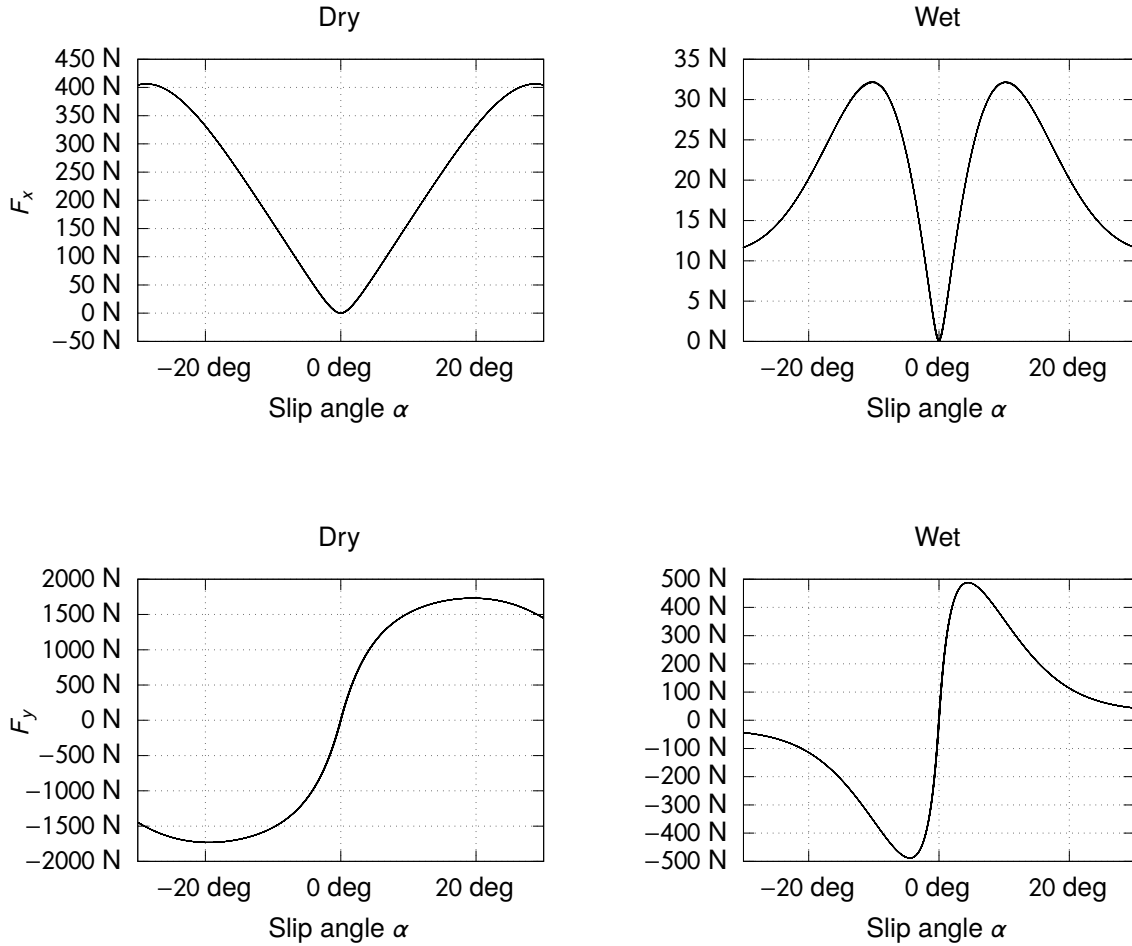 Dry
450 N
400 N
350 N
300 N
250 N
200 N
150 N
100 N
50 N
0 N
−50 N
F_x
−20 deg 0 deg 20 deg
Slip angle α
Wet
35 N
30 N
25 N
20 N
15 N
10 N
5 N
0 N
−20 deg 0 deg 20 deg
Slip angle α
Dry
2000 N
1500 N
1000 N
500 N
0 N
−500 N
−1000 N
−1500 N
−2000 N
F_y
−20 deg 0 deg 20 deg
Slip angle α
Wet
500 N
400 N
300 N
200 N
100 N
0 N
−100 N
−200 N
−300 N
−400 N
−500 N
−20 deg 0 deg 20 deg
Slip angle α